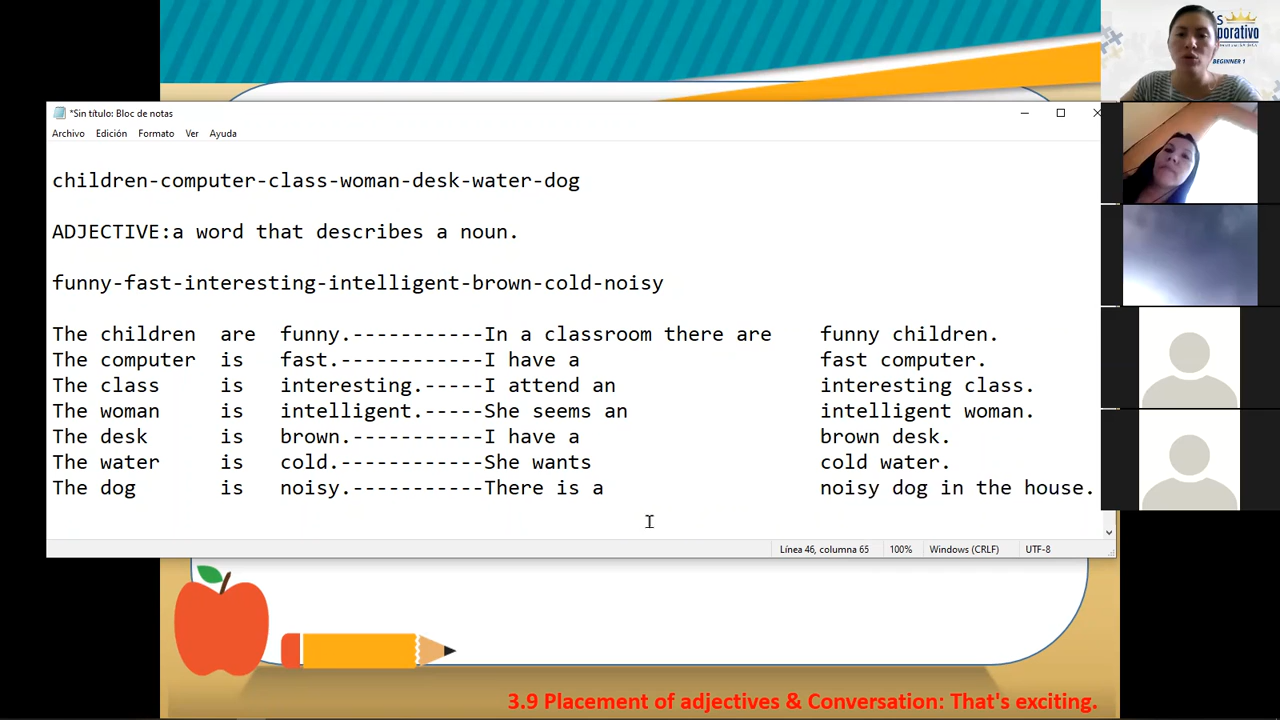 *Sin título: Bloc de notas
Archivo Edición Formato Ver Ayuda
children-computer-class-woman-desk-water-dog
ADJECTIVE:a word that describes a noun.
funny-fast-interesting-intelligent-brown-cold-noisy
The children are funny.-----------In a classroom there are funny children.
The computer is fast.------------I have a fast computer.
The class is interesting.-----I attend an interesting class.
The woman is intelligent.-----She seems an intelligent woman.
The desk is brown.-----------I have a brown desk.
The water is cold.------------She wants cold water.
The dog is noisy.-----------There is a noisy dog in the house.
Línea 46, columna 65 100% Windows (CRLF) UTF-8
3.9 Placement of adjectives & Conversation: That's exciting.
BEGINNER 1